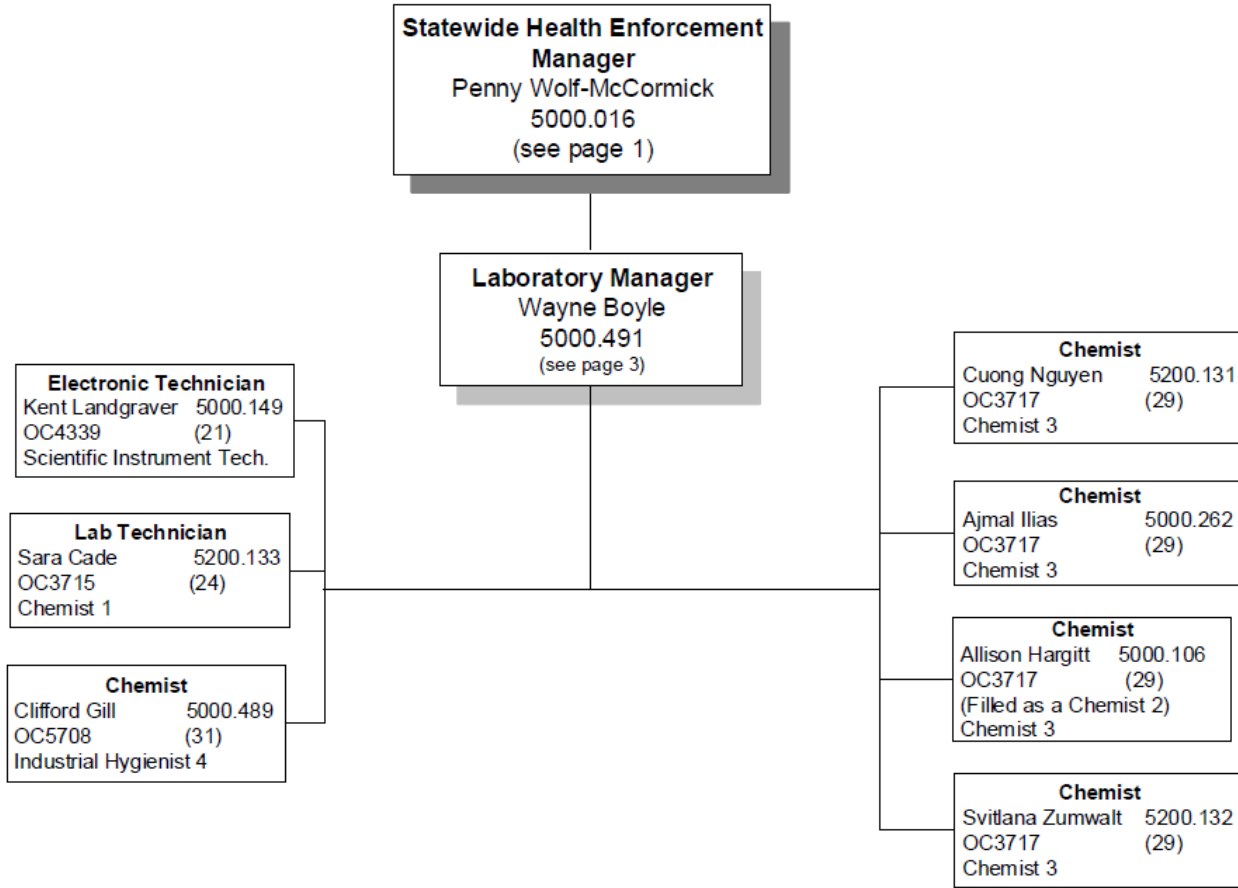 Statewide Health Enforcement
Manager
Penny Wolf-McCormick
5000.016
(see page 1)
Laboratory Manager
Wayne Boyle
5000.491
(see page 3)
Electronic Technician
Kent Landgraver 5000.149
OC4339 (21)
Scientific Instrument Tech.
Lab Technician
Sara Cade 5200.133
OC3715 (24)
Chemist 1
Chemist
Clifford Gill 5000.489
OC5708 (31)
Industrial Hygienist 4
Chemist
Cuong Nguyen 5200.131
OC3717 (29)
Chemist 3
Chemist
Ajmal Ilias 5000.262
OC3717 (29)
Chemist 3
Chemist
Allison Hargitt 5000.106
OC3717 (29)
(Filled as a Chemist 2)
Chemist 3
Chemist
Svitlana Zumwalt 5200.132
OC3717 (29)
Chemist 3